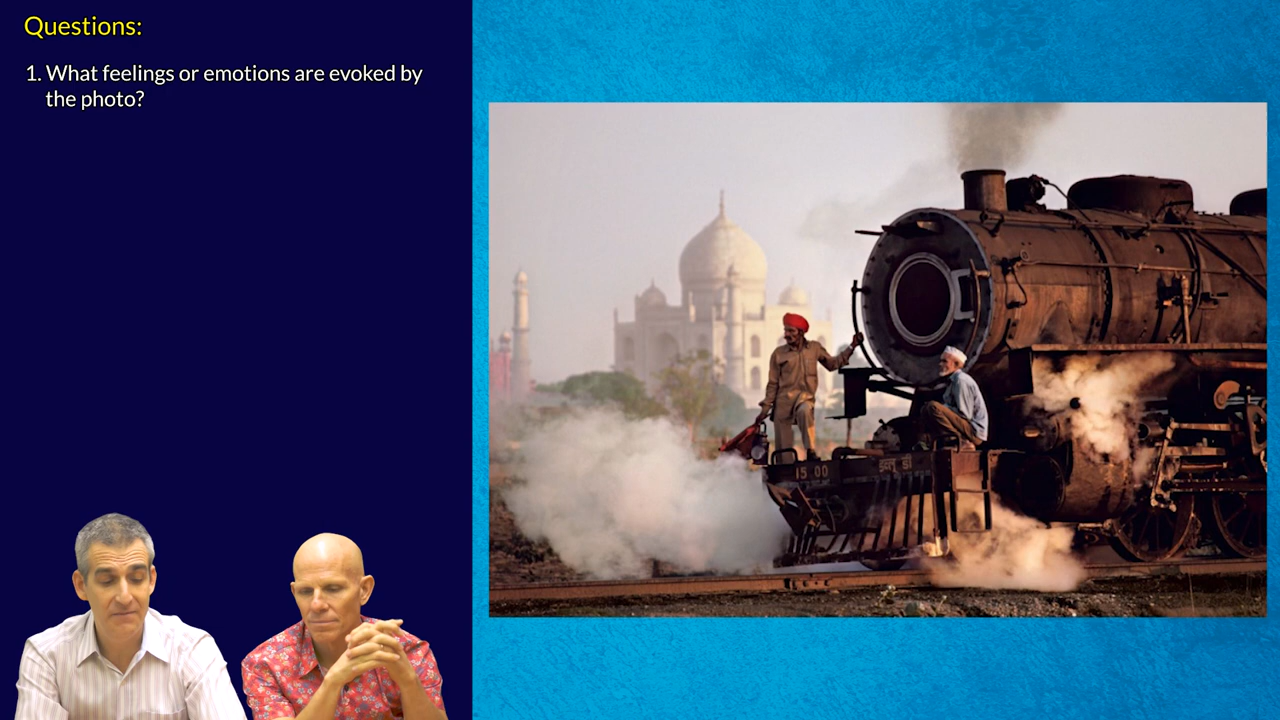 Questions:
1. What feelings or emotions are evoked by
the photo?
15 00